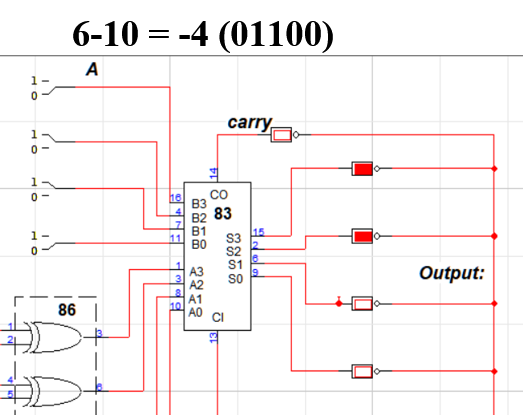 6-10 = -4 (01100)
A
1
0
carry
1
0
14
CO
83
1
0
16 B3
4 B2
7 B1
11 B0
S3 15
S2 2
S1 6
S0 9
1
0
1 A3
3 A2
8 A1
10 A0
CI
13
Output:
86
1
2
3
4
5
6